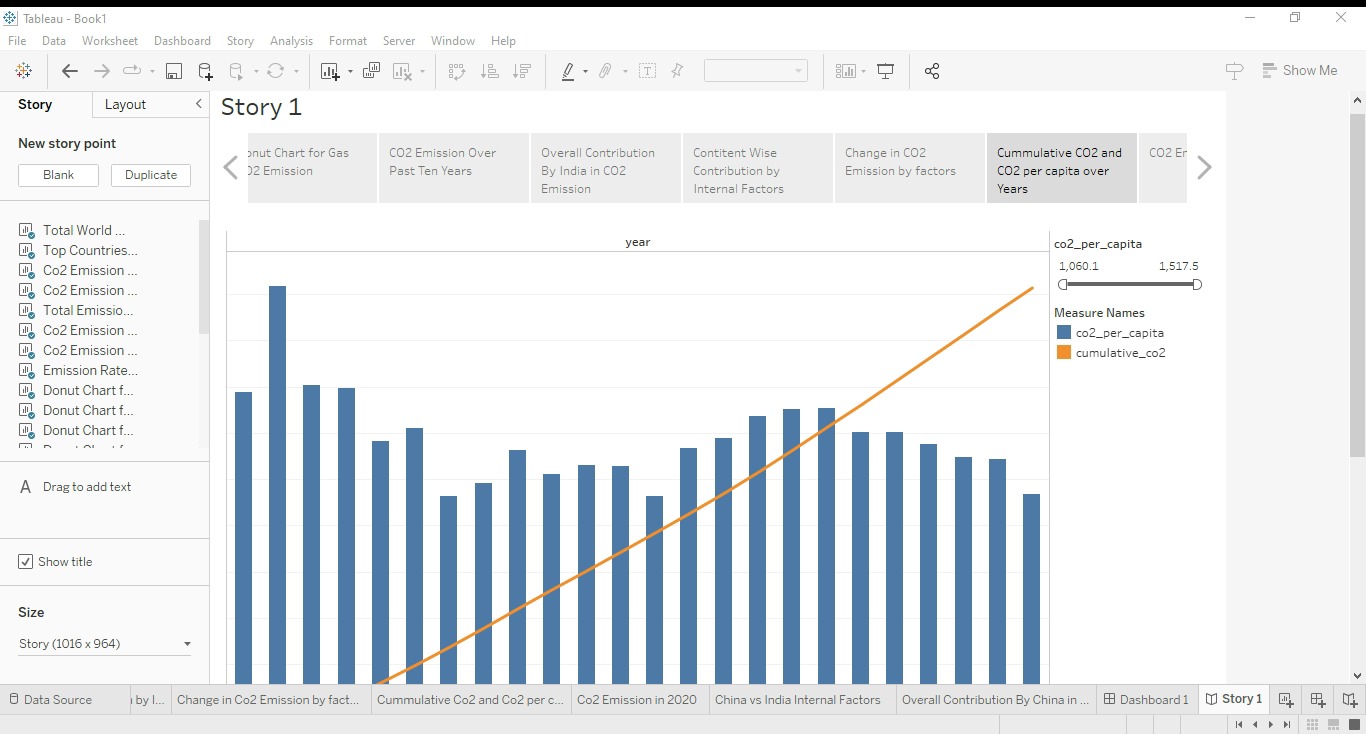 Tableau - Book1
File Data Worksheet Dashboard Story Analysis Format Server Window Help
Show Me
Story Layout
New story point
Blank Duplicate
Total World ...
Top Countries...
Co2 Emission ...
Co2 Emission ...
Total Emissio...
Co2 Emission ...
Co2 Emission ...
Emission Rate...
Donut Chart f...
Donut Chart f...
Donut Chart f...
A Drag to add text
Show title
Size
Story (1016 x 964)
Story 1
onut Chart for Gas
O2 Emission
CO2 Emission Over
Past Ten Years
Overall Contribution
By India in CO2
Emission
Contitent Wise
Contribution by
Internal Factors
Change in CO2
Emission by factors
Cummulative CO2 and
CO2 per capita over
Years
CO2 Er
year
co2_per_capita
1,060.1 1,517.5
Measure Names
co2_per_capita
cumulative_co2
Data Source
by I...
Change in Co2 Emission by fact...
Cummulative Co2 and Co2 per c...
Co2 Emission in 2020
China vs India Internal Factors
Overall Contribution By China in ...
Dashboard 1
Story 1